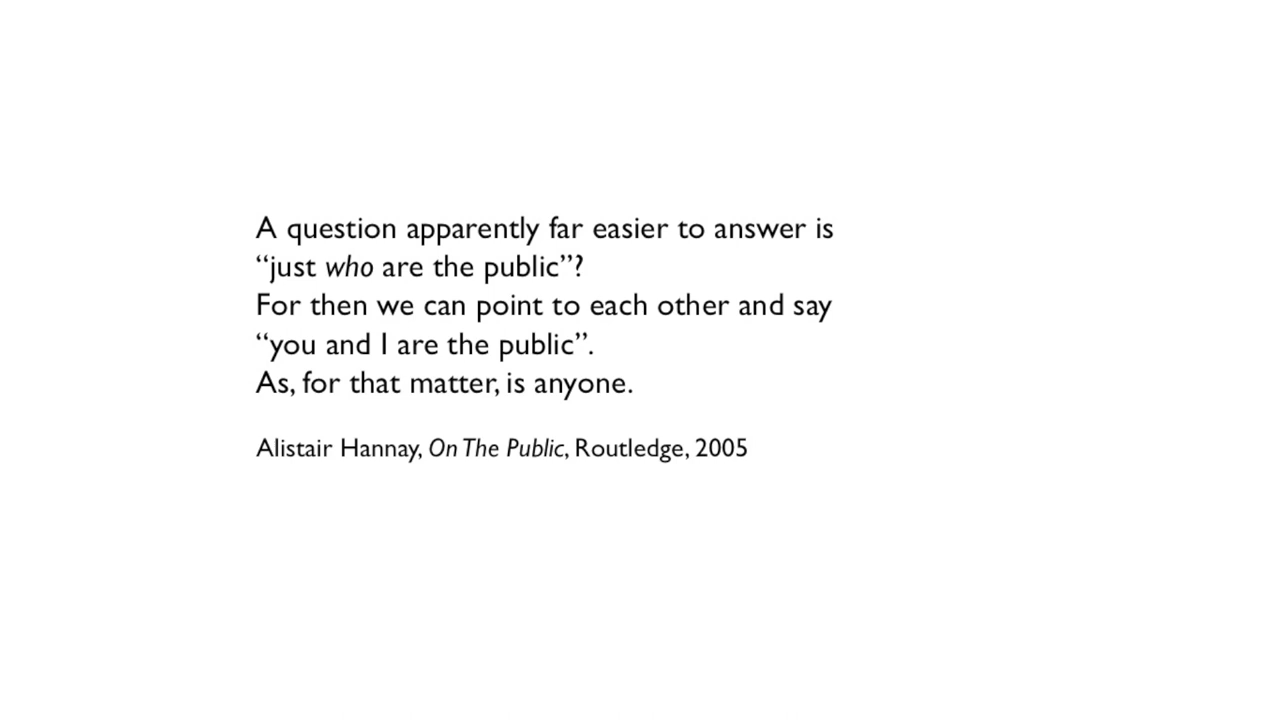 A question apparently far easier to answer is
“just who are the public”?
For then we can point to each other and say
“you and I are the public”.
As, for that matter, is anyone.
Alistair Hannay, On The Public, Routledge, 2005